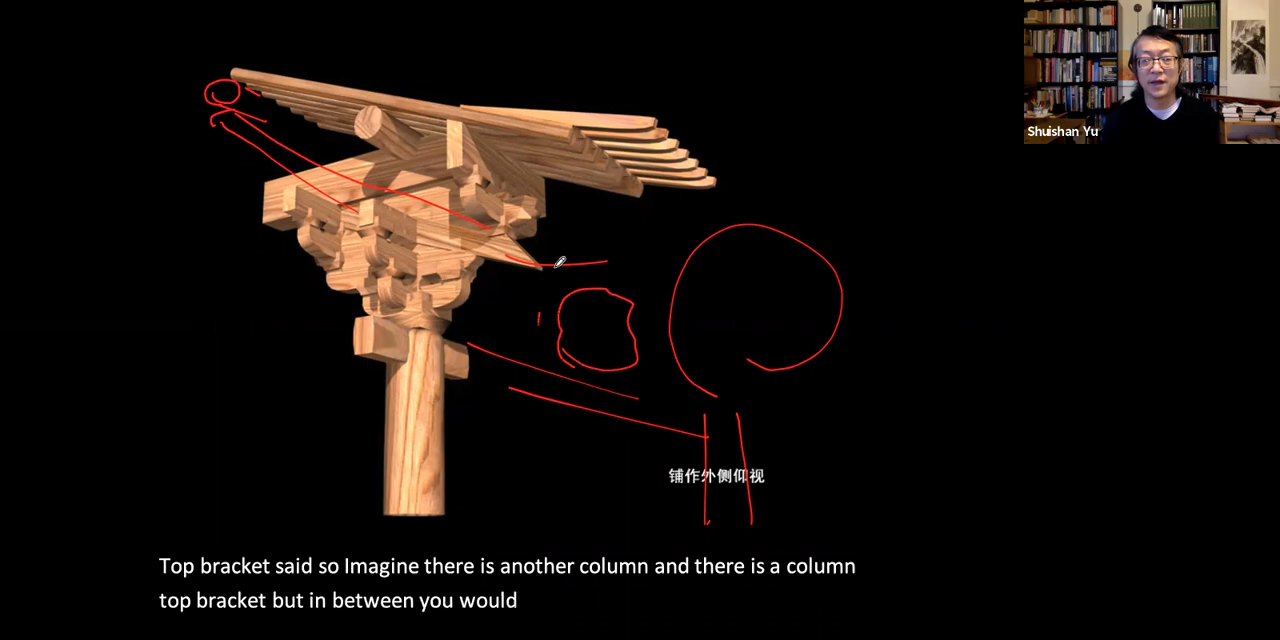 Shuishan Yu
铺作外侧仰视
Top bracket said so Imagine there is another column and there is a column
top bracket but in between you would